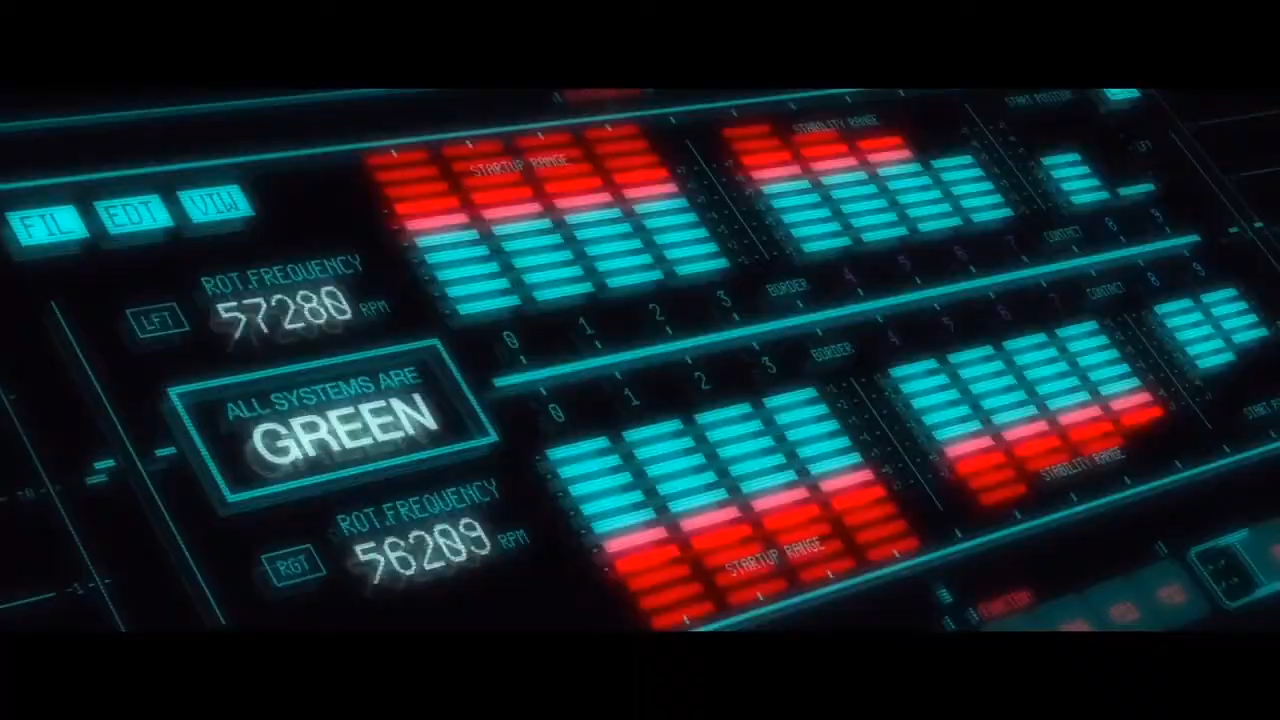 START POSITION
STABILITY RANGE
STARTUP RANGE
FIL EDT VIW
LFT
ROT.FREQUENCY
57280 RPM
LFT
0 1 2 3 BORDER 4 5 6 7 CONTACT 8 9
ALL SYSTEMS ARE
GREEN
0 1 2 3 BORDER 4 5 6 7 CONTACT 8 9
ROT.FREQUENCY
56209 RPM
RGT
STABILITY RANGE
STARTUP RANGE
FUNCTION